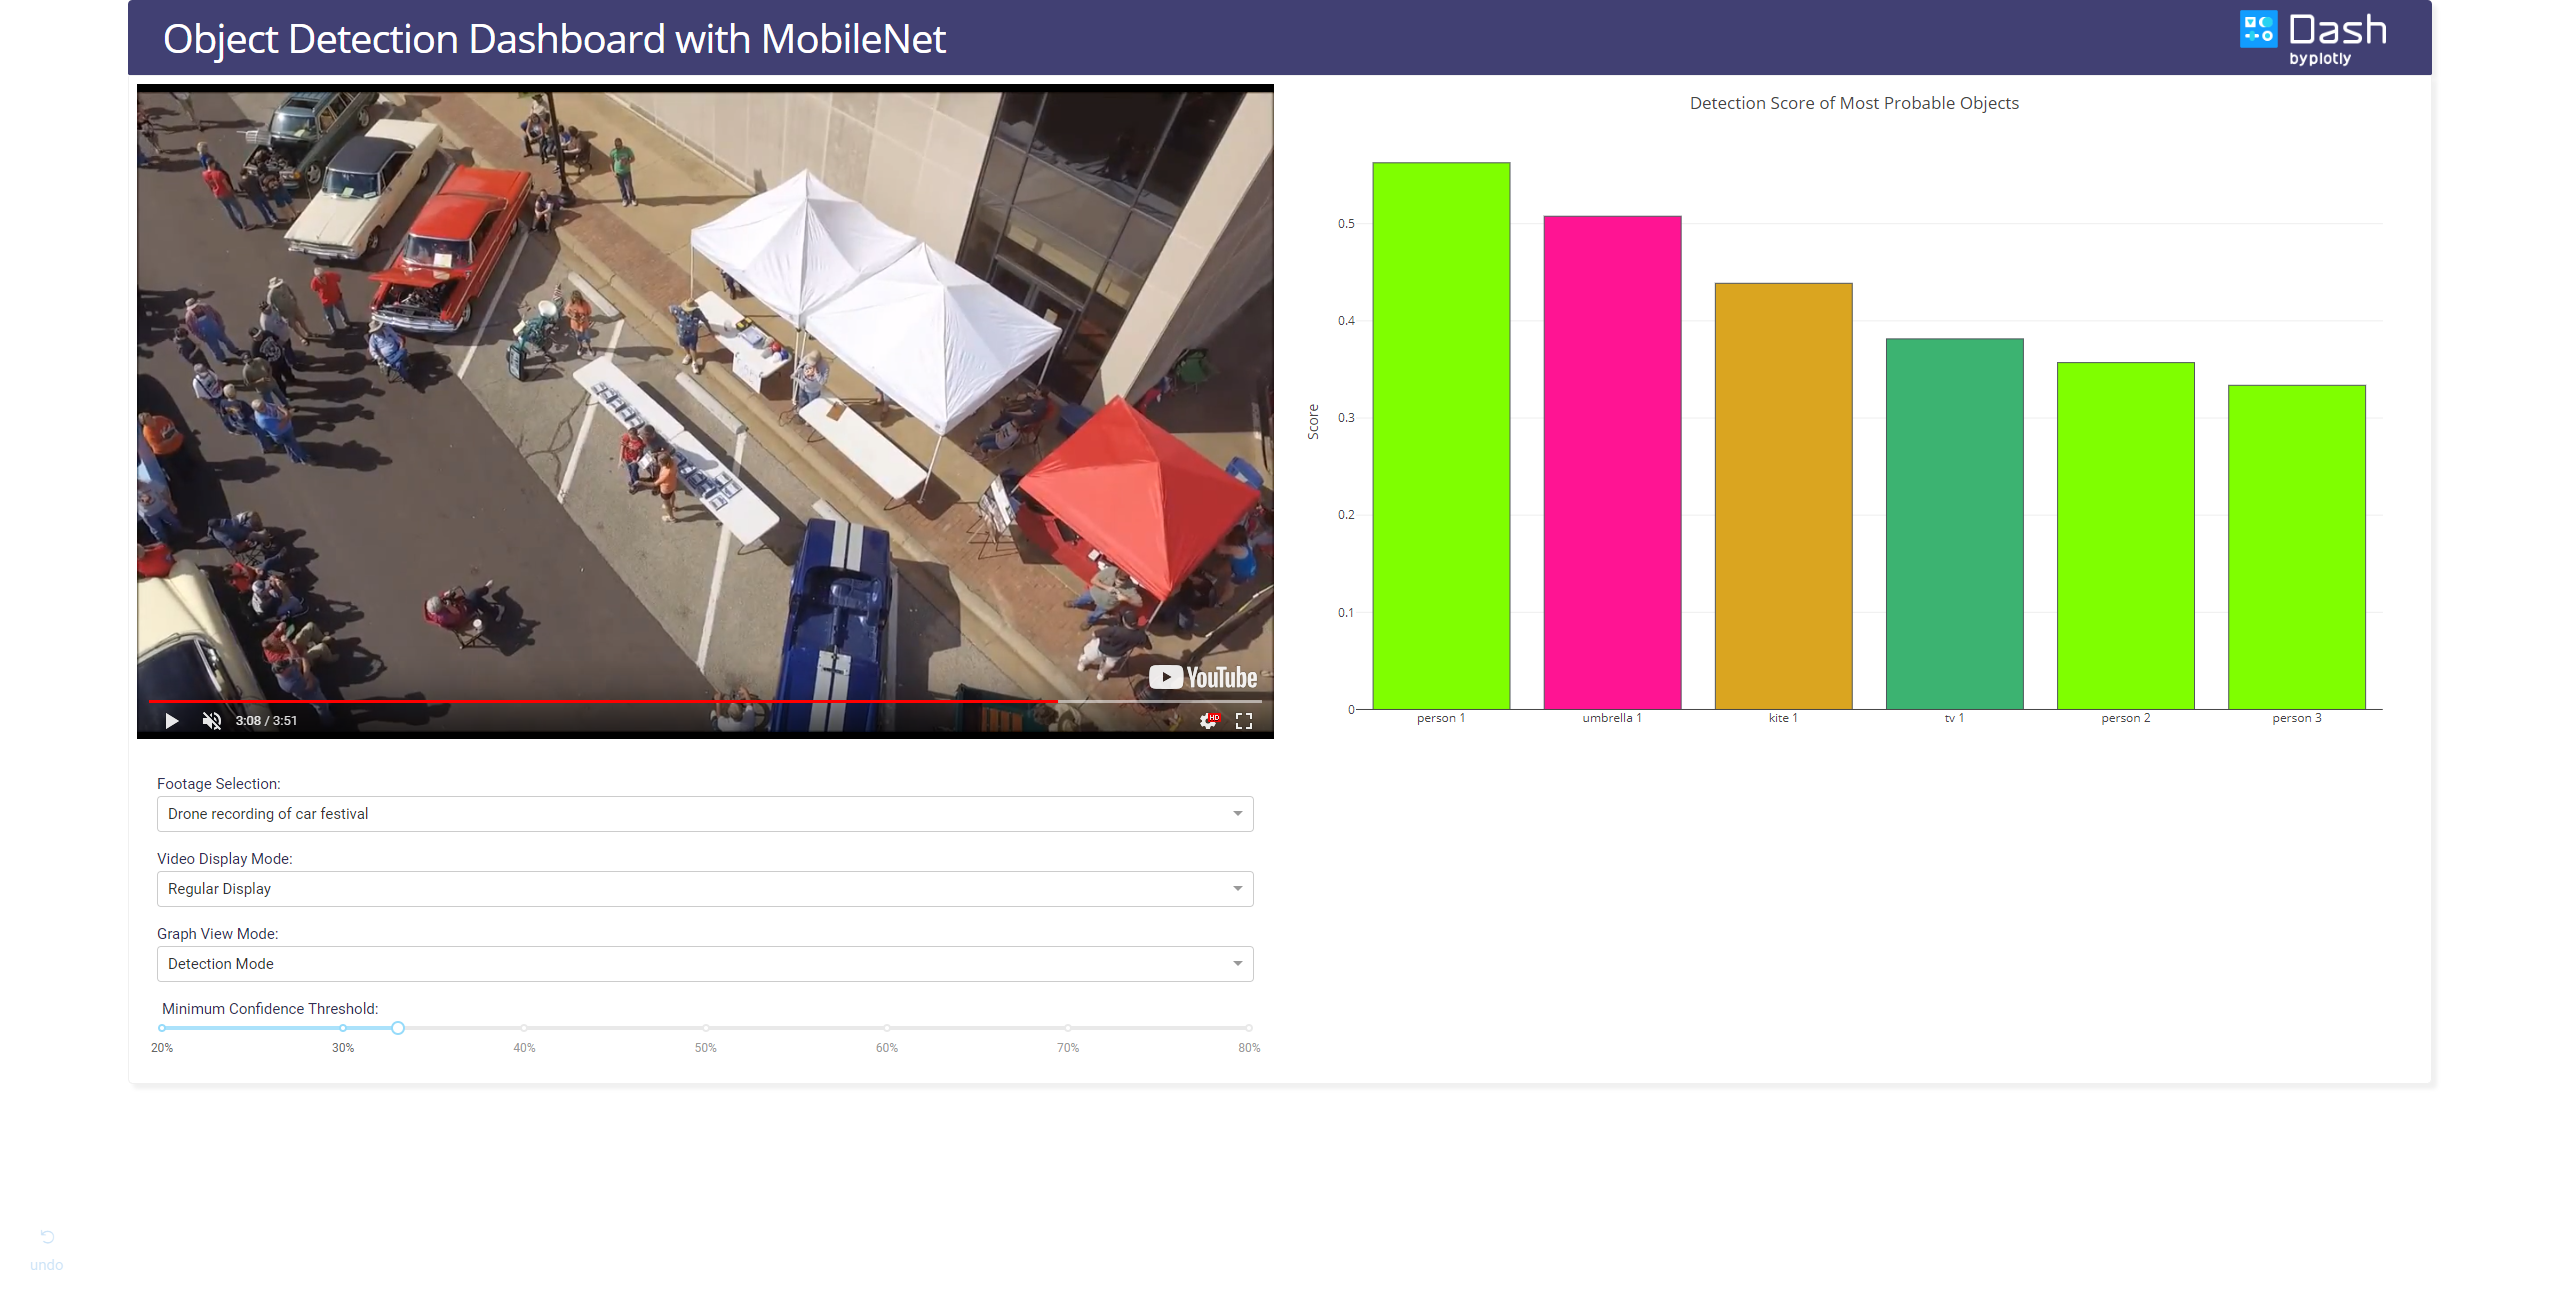 Object Detection Dashboard with MobileNet
Dash
byplotly
YouTube
3:08 / 3:51
HD
Detection Score of Most Probable Objects
Score
0.5
0.4
0.3
0.2
0.1
0
person 1
umbrella 1
kite 1
tv 1
person 2
person 3
Footage Selection:
Drone recording of car festival
Video Display Mode:
Regular Display
Graph View Mode:
Detection Mode
Minimum Confidence Threshold:
20% 30% 40% 50% 60% 70% 80%
undo